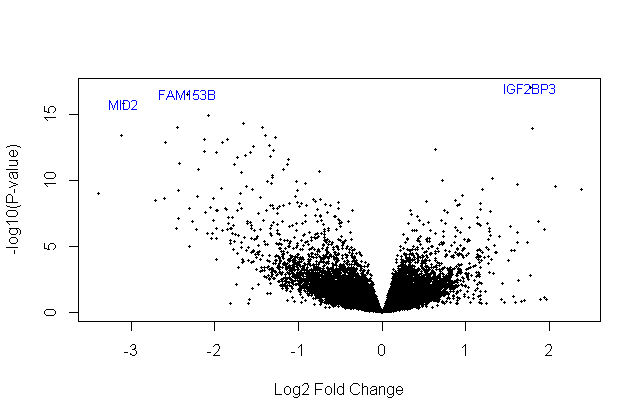 IGF2BP3
FAM153B
MID2
-log10(P-value)
15
10
5
0
-3 -2 -1 0 1 2
Log2 Fold Change